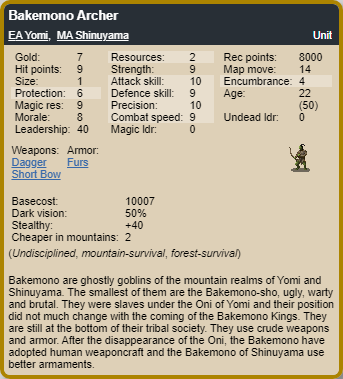 Bakemono Archer
EA Yomi, MA Shinuyama Unit
Gold: 7 Resources: 2 Rec points: 8000
Hit points: 9 Strength: 9 Map move: 14
Size: 1 Attack skill: 10 Encumbrance: 4
Protection: 6 Defence skill: 9 Age: 22
Magic res: 9 Precision: 10 (50)
Morale: 8 Combat speed: 9 Undead ldr: 0
Leadership: 40 Magic ldr: 0
Weapons: Armor:
Dagger Furs
Short Bow
Basecost: 10007
Dark vision: 50%
Stealthy: +40
Cheaper in mountains: 2
(Undisciplined, mountain-survival, forest-survival)
Bakemono are ghostly goblins of the mountain realms of Yomi and
Shinuyama. The smallest of them are the Bakemono-sho, ugly, warty
and brutal. They were slaves under the Oni of Yomi and their position
did not much change with the coming of the Bakemono Kings. They
are still at the bottom of their tribal society. They use crude weapons
and armor. After the disappearance of the Oni, the Bakemono have
adopted human weaponcraft and the Bakemono of Shinuyama use
better armaments.